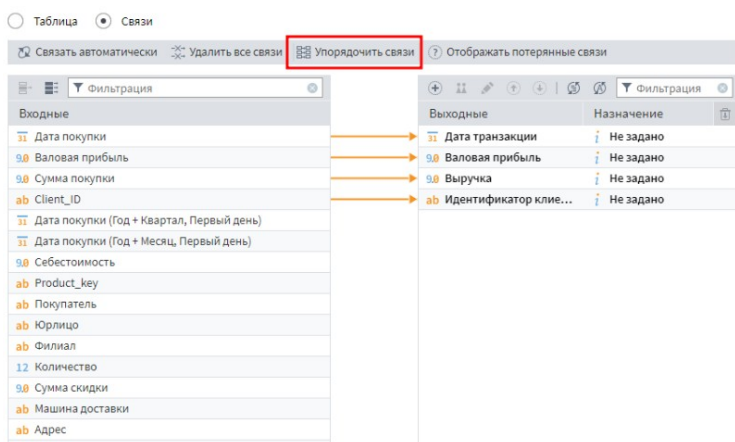 Таблица Связи
Связать автоматически Удалить все связи Упорядочить связи ? Отображать потерянные связи
Фильтрация
Входные
31 Дата покупки
9.0 Валовая прибыль
9.0 Сумма покупки
ab Client_ID
31 Дата покупки (Год + Квартал, Первый день)
31 Дата покупки (Год + Месяц, Первый день)
9.0 Себестоимость
ab Product_key
ab Покупатель
ab Юрлицо
ab Филиал
12 Количество
9.0 Сумма скидки
ab Машина доставки
ab Адрес
Фильтрация
Выходные Назначение
31 Дата транзакции i Не задано
9.0 Валовая прибыль i Не задано
9.0 Выручка i Не задано
ab Идентификатор клие... i Не задано